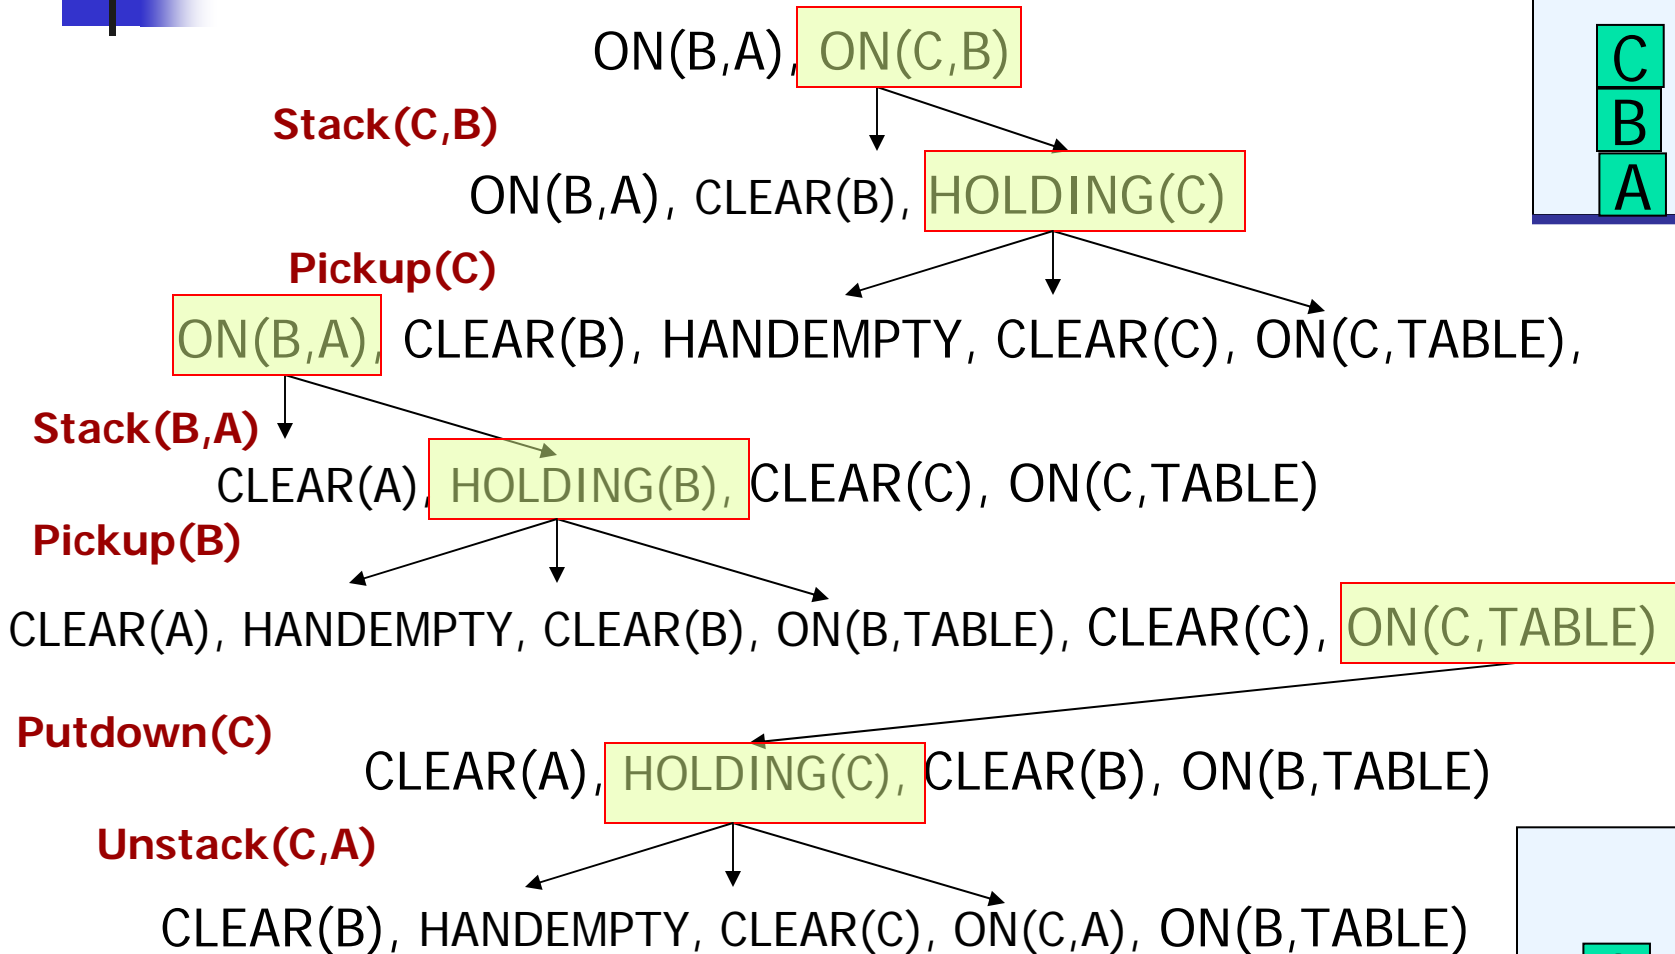 ON(B,A), ON(C,B)
C
Stack(C,B)
B
ON(B,A), CLEAR(B), HOLDING(C)
A
Pickup(C)
ON(B,A), CLEAR(B), HANDEMPTY, CLEAR(C), ON(C,TABLE),
Stack(B,A)
CLEAR(A), HOLDING(B), CLEAR(C), ON(C,TABLE)
Pickup(B)
CLEAR(A), HANDEMPTY, CLEAR(B), ON(B,TABLE), CLEAR(C), ON(C,TABLE)
Putdown(C)
CLEAR(A), HOLDING(C), CLEAR(B), ON(B,TABLE)
Unstack(C,A)
CLEAR(B), HANDEMPTY, CLEAR(C), ON(C,A), ON(B,TABLE)